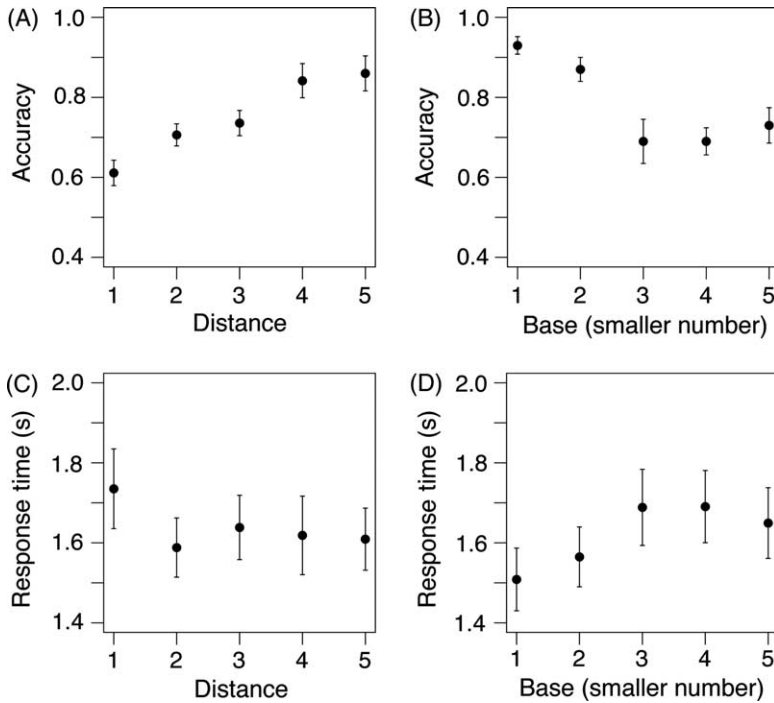 (A)
1.0
0.8
0.6
0.4
Accuracy
1 2 3 4 5
Distance
(B)
1.0
0.8
0.6
0.4
Accuracy
1 2 3 4 5
Base (smaller number)
(C)
2.0
1.8
1.6
1.4
Response time (s)
1 2 3 4 5
Distance
(D)
2.0
1.8
1.6
1.4
Response time (s)
1 2 3 4 5
Base (smaller number)